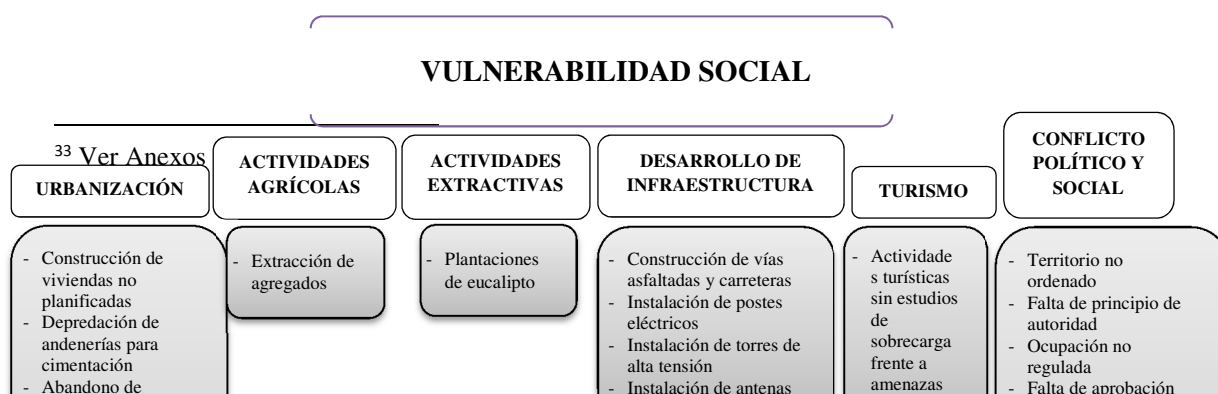 VULNERABILIDAD SOCIAL
33 Ver Anexos
URBANIZACIÓN
- Construcción de
viviendas no
planificadas
- Depredación de
andenerías para
cimentación
- Abandono de
ACTIVIDADES
AGRÍCOLAS
- Extracción de
agregados
ACTIVIDADES
EXTRACTIVAS
- Plantaciones
de eucalipto
DESARROLLO DE
INFRAESTRUCTURA
- Construcción de vías
asfaltadas y carreteras
- Instalación de postes
eléctricos
- Instalación de torres de
alta tensión
- Instalación de antenas
TURISMO
- Actividade
s turísticas
sin estudios
de
sobrecarga
frente a
amenazas
CONFLICTO
POLÍTICO Y
SOCIAL
- Territorio no
ordenado
- Falta de principio de
autoridad
- Ocupación no
regulada
- Falta de aprobación